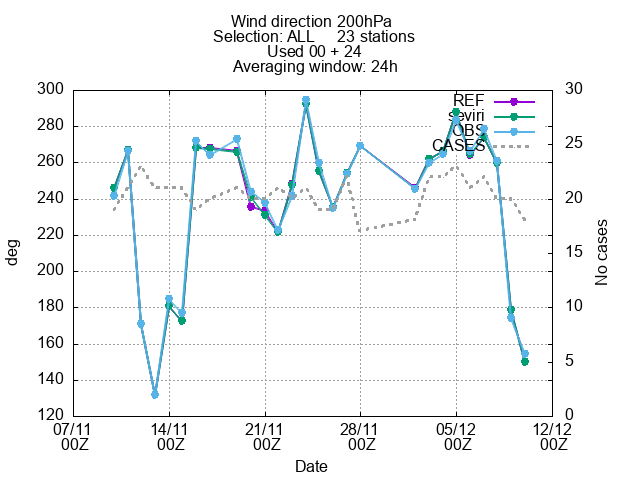 Wind direction 200hPa
Selection: ALL 23 stations
Used 00 + 24
Averaging window: 24h
300
280
260
240
220
200
180
160
140
120
deg
30
25
20
15
10
5
0
No cases
REF
seviri
OBS
CASES
07/11 14/11 21/11 28/11 05/12 12/12
00Z 00Z 00Z 00Z 00Z 00Z
Date